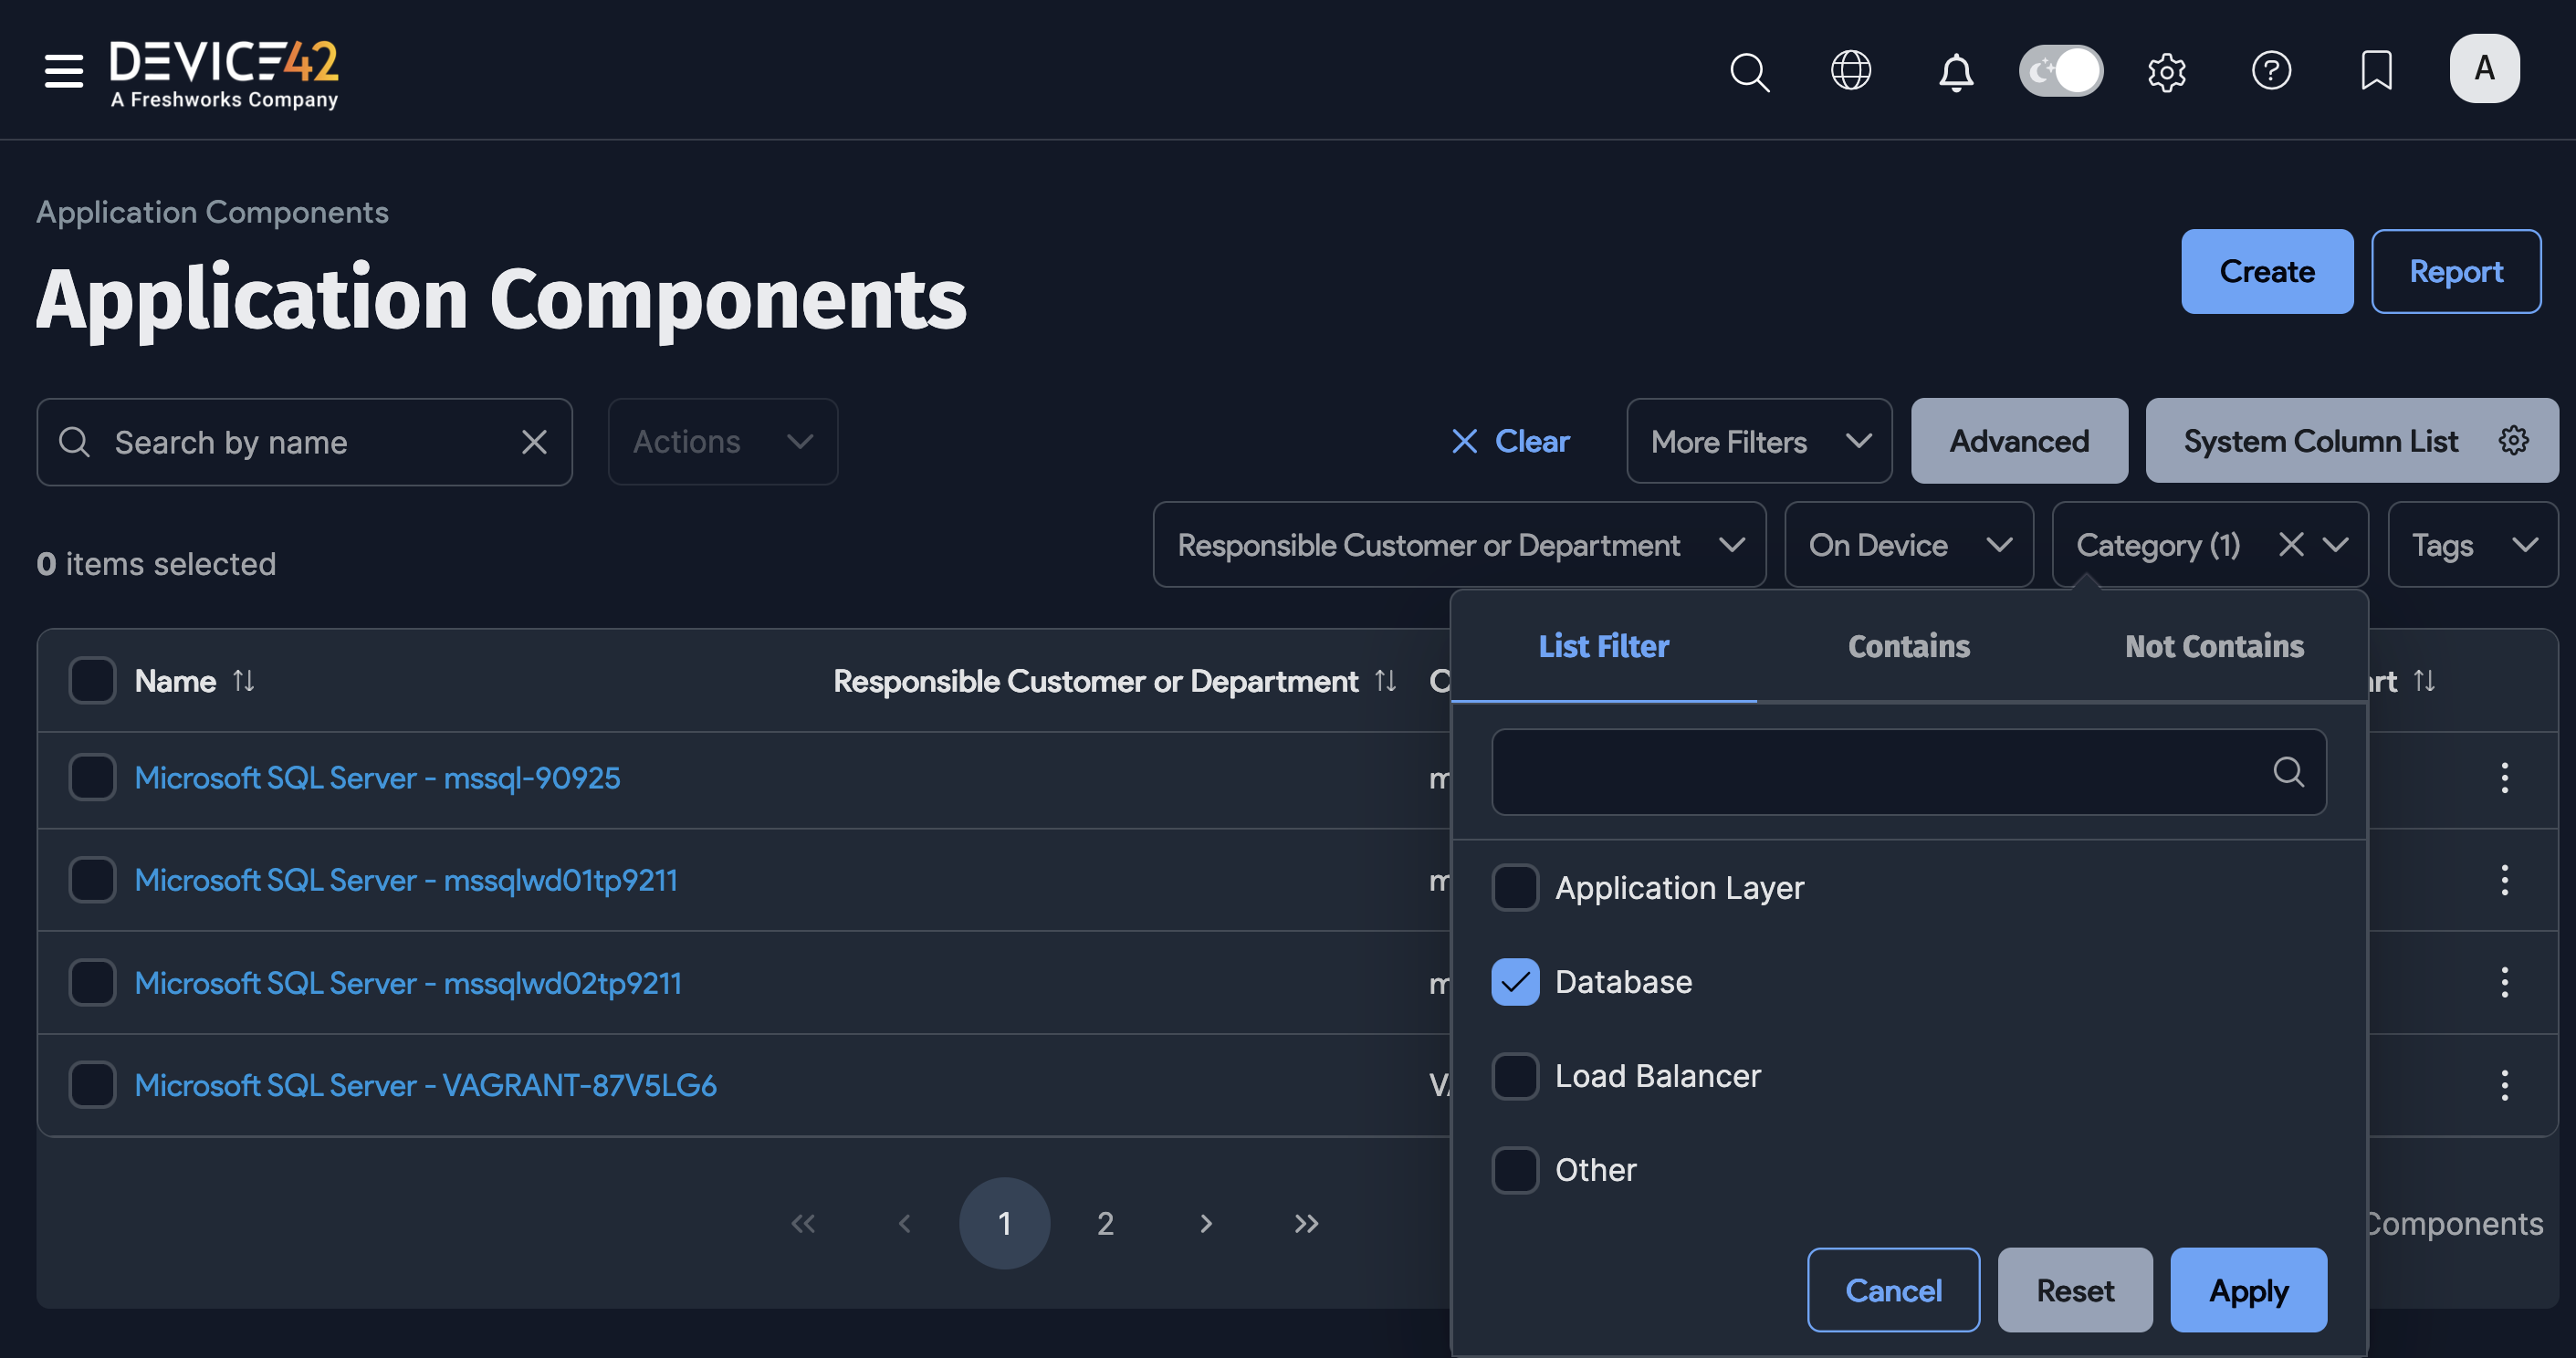 DEVICE42
A Freshworks Company
A
Application Components
Application Components
Create
Report
Search by name
Actions
Clear
More Filters
Advanced
System Column List
0 items selected
Responsible Customer or Department
On Device
Category (1)
Tags
List Filter
Contains
Not Contains
Name
Responsible Customer or Department
Microsoft SQL Server - mssql-90925
Microsoft SQL Server - mssqlwd01tp9211
Microsoft SQL Server - mssqlwd02tp9211
Microsoft SQL Server - VAGRANT-87V5LG6
Application Layer
Database
Load Balancer
Other
1
2
Components
Cancel
Reset
Apply